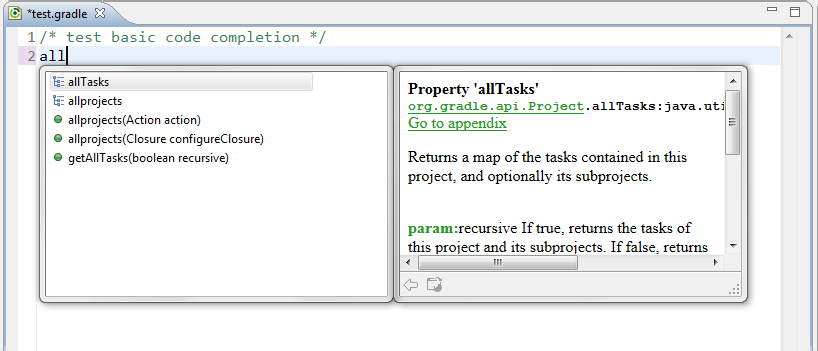 *test.gradle
1 /* test basic code completion */
2 all
allTasks
allprojects
allprojects(Action action)
allprojects(Closure configureClosure)
getAllTasks(boolean recursive)
Property 'allTasks'
org.gradle.api.Project.allTasks:java.uti
Go to appendix
Returns a map of the tasks contained in this
project, and optionally its subprojects.
param:recursive If true, returns the tasks of
this project and its subprojects. If false, returns